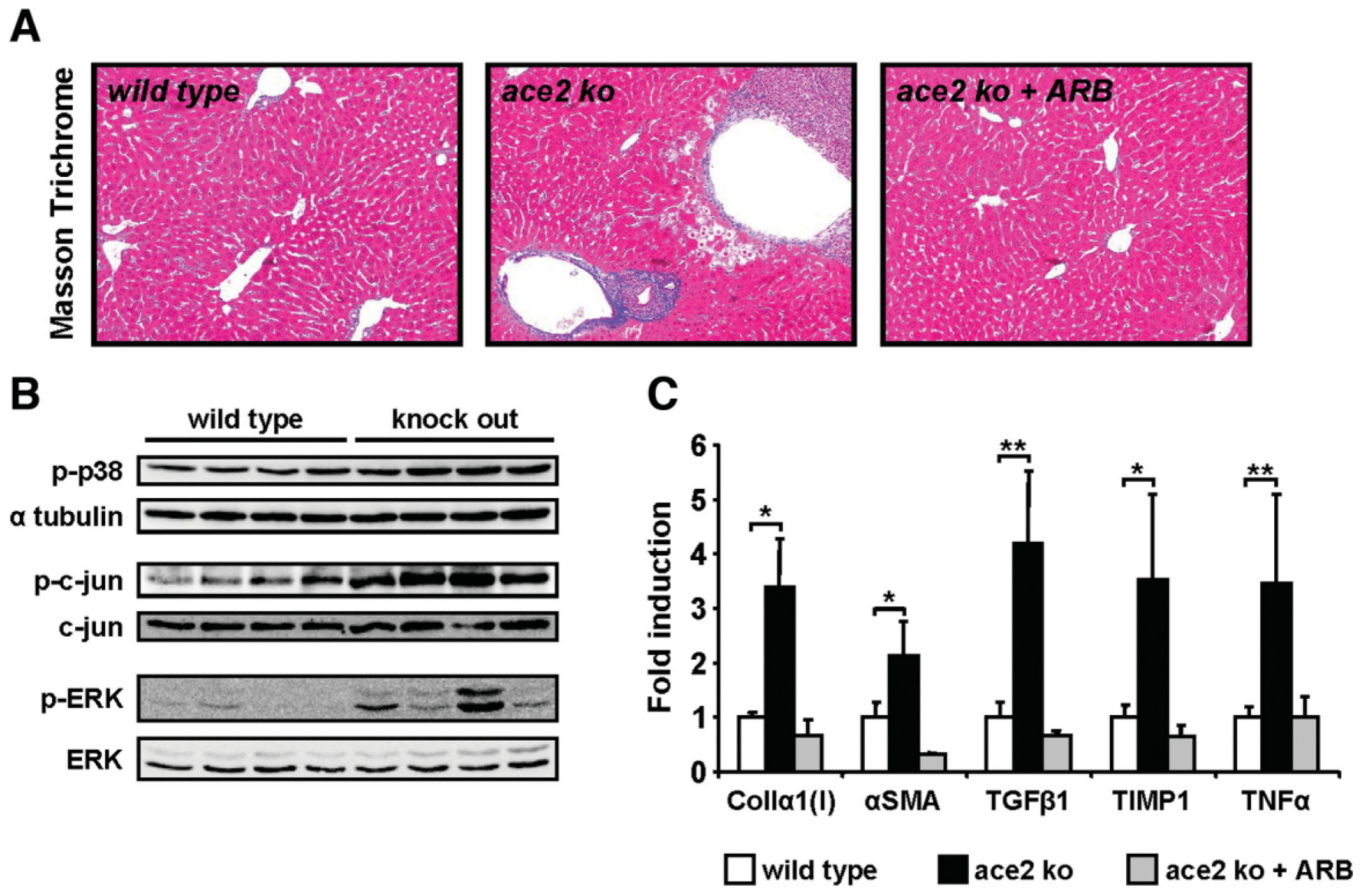 A
Masson Trichrome
wild type
ace2 ko
ace2 ko + ARB
B
wild type knock out
p-p38
α tubulin
p-c-jun
c-jun
p-ERK
ERK
C
Fold induction
6
5
4
3
2
1
0
*
*
**
*
**
Collα1(I) αSMA TGFβ1 TIMP1 TNFα
wild type ace2 ko ace2 ko + ARB